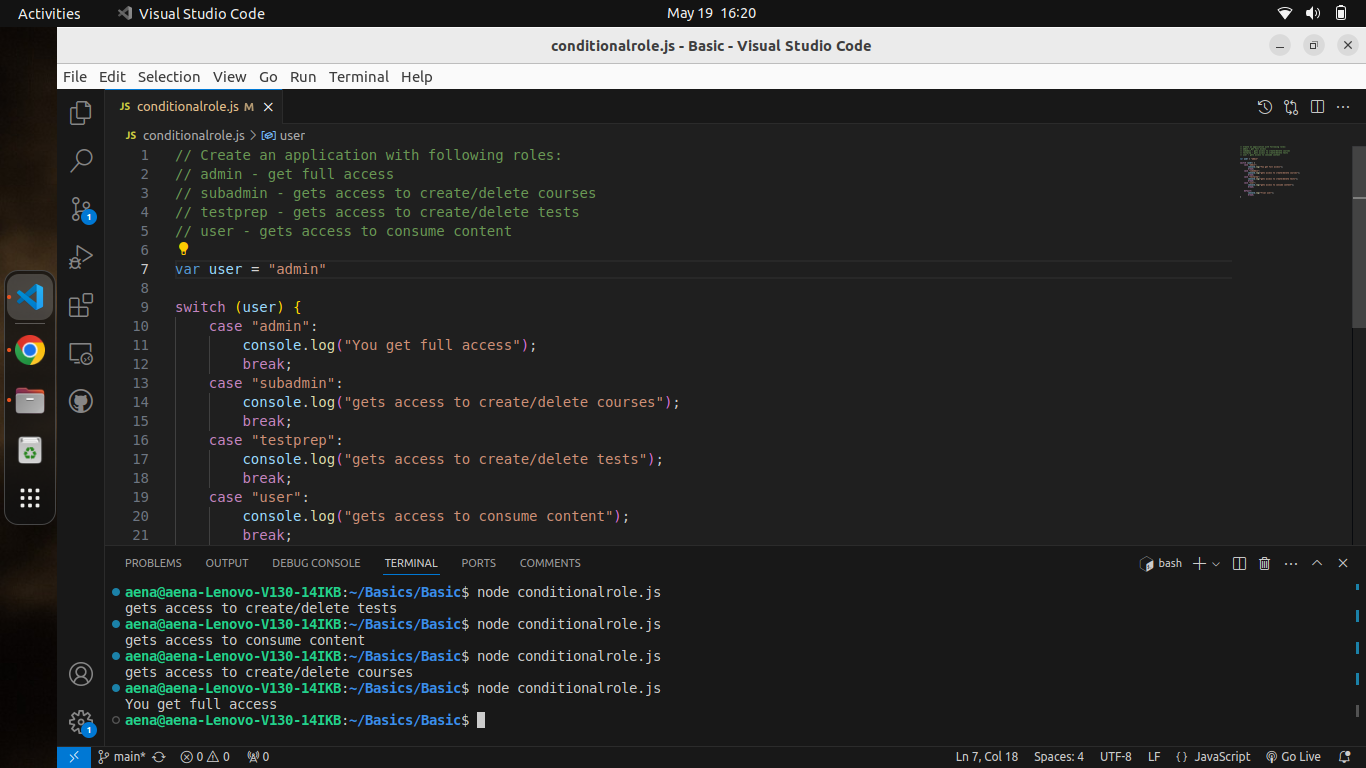 Activities Visual Studio Code May 19 16:20
conditionalrole.js - Basic - Visual Studio Code
File Edit Selection View Go Run Terminal Help
JS conditionalrole.js M
JS conditionalrole.js > user
1 // Create an application with following roles:
2 // admin - get full access
3 // subadmin - gets access to create/delete courses
4 // testprep - gets access to create/delete tests
5 // user - gets access to consume content
6
7 var user = "admin"
8
9 switch (user) {
10 case "admin":
11 console.log("You get full access");
12 break;
13 case "subadmin":
14 console.log("gets access to create/delete courses");
15 break;
16 case "testprep":
17 console.log("gets access to create/delete tests");
18 break;
19 case "user":
20 console.log("gets access to consume content");
21 break;
1
PROBLEMS OUTPUT DEBUG CONSOLE TERMINAL PORTS COMMENTS bash
aena@aena-Lenovo-V130-14IKB:~/Basics/Basic$ node conditionalrole.js
gets access to create/delete tests
aena@aena-Lenovo-V130-14IKB:~/Basics/Basic$ node conditionalrole.js
gets access to consume content
aena@aena-Lenovo-V130-14IKB:~/Basics/Basic$ node conditionalrole.js
gets access to create/delete courses
aena@aena-Lenovo-V130-14IKB:~/Basics/Basic$ node conditionalrole.js
You get full access
aena@aena-Lenovo-V130-14IKB:~/Basics/Basic$
1
main* 0 0 0 Ln 7, Col 18 Spaces: 4 UTF-8 LF {} JavaScript Go Live